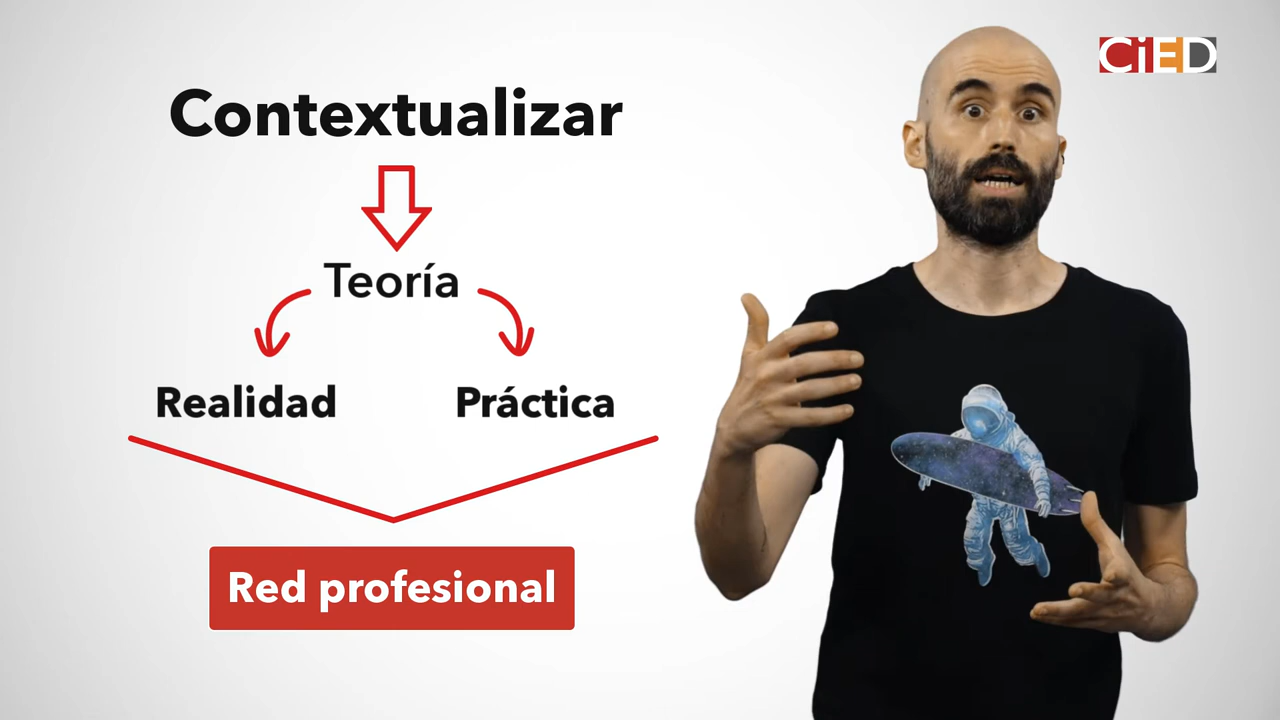 CiED
Contextualizar
Teoría
Realidad
Práctica
Red profesional